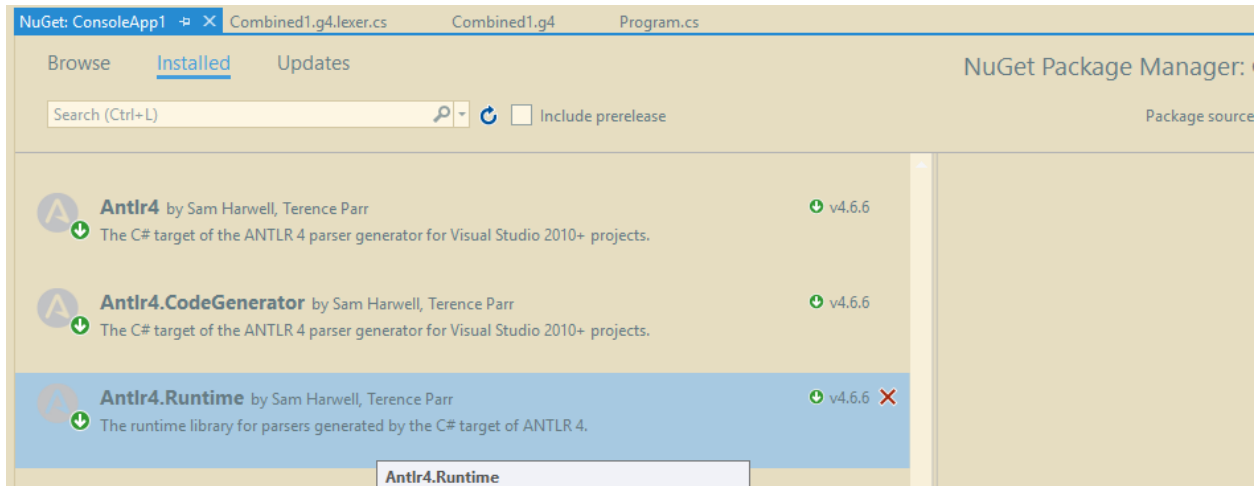 NuGet: ConsoleApp1 Combined1.g4.lexer.cs Combined1.g4 Program.cs
Browse Installed Updates
NuGet Package Manager:
Search (Ctrl+L) Include prerelease
Package source
Antlr4 by Sam Harwell, Terence Parr v4.6.6
The C# target of the ANTLR 4 parser generator for Visual Studio 2010+ projects.
Antlr4.CodeGenerator by Sam Harwell, Terence Parr v4.6.6
The C# target of the ANTLR 4 parser generator for Visual Studio 2010+ projects.
Antlr4.Runtime by Sam Harwell, Terence Parr v4.6.6
The runtime library for parsers generated by the C# target of ANTLR 4.
Antlr4.Runtime